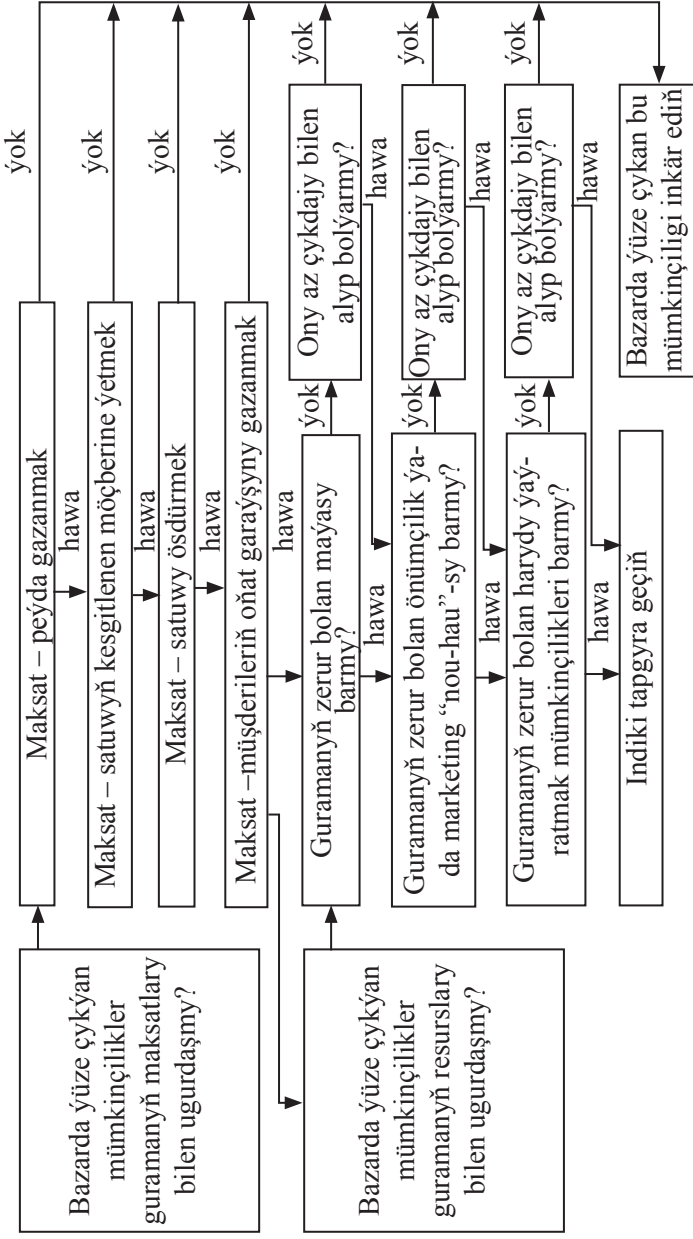 Bazarda ýüze çykýan
mümkinçilikler
guramanyň maksatlary
bilen ugurdaşmy?
Maksat – peýda gazanmak
ýok
hawa
Maksat – satuwyň kesgitlenen möçberine ýetmek
ýok
hawa
Maksat – satuwy ösdürmek
ýok
hawa
Maksat –müşderileriň oňat garaýşyny gazanmak
ýok
hawa
Bazarda ýüze çykýan
mümkinçilikler
guramanyň resurslary
bilen ugurdaşmy?
Guramanyň zerur bolan maýasy
barmy?
ýok
Ony az çykdajy bilen
alyp bolýarmy?
ýok
hawa
hawa
Guramanyň zerur bolan önümçilik ýa-
da marketing “nou-hau”-sy barmy?
ýok
Ony az çykdajy bilen
alyp bolýarmy?
ýok
hawa
hawa
Guramanyň zerur bolan harydy ýaý-
ratmak mümkinçilikleri barmy?
ýok
Ony az çykdajy bilen
alyp bolýarmy?
ýok
hawa
hawa
Indiki tapgyra geçiň
Bazarda ýüze çykan bu
mümkinçiligi inkär ediň